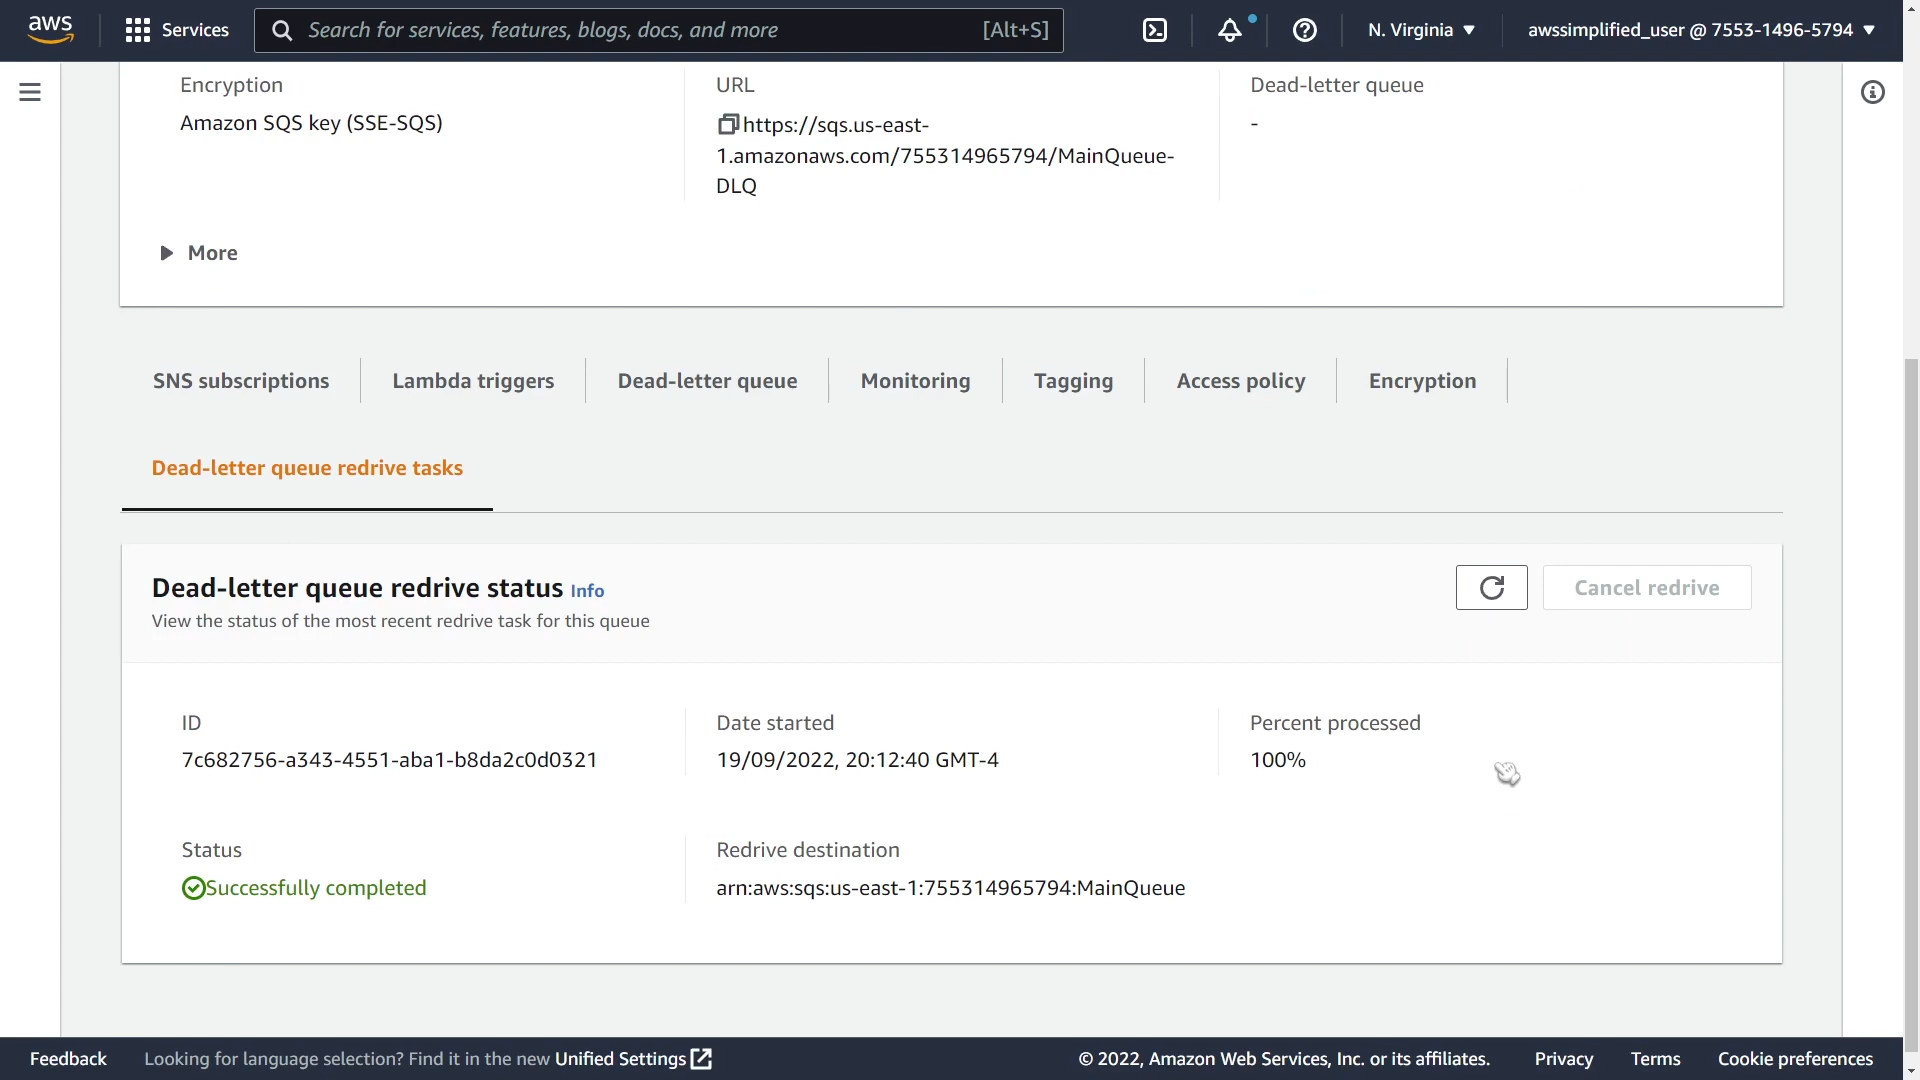 aws
Services
Search for services, features, blogs, docs, and more
[Alt+S]
N. Virginia
awssimplified_user @ 7553-1496-5794
Encryption
Amazon SQS key (SSE-SQS)
URL
https://sqs.us-east-
1.amazonaws.com/755314965794/MainQueue-
DLQ
Dead-letter queue
-
More
SNS subscriptions
Lambda triggers
Dead-letter queue
Monitoring
Tagging
Access policy
Encryption
Dead-letter queue redrive tasks
Dead-letter queue redrive status Info
View the status of the most recent redrive task for this queue
Cancel redrive
ID
7c682756-a343-4551-aba1-b8da2c0d0321
Date started
19/09/2022, 20:12:40 GMT-4
Percent processed
100%
Status
Successfully completed
Redrive destination
arn:aws:sqs:us-east-1:755314965794:MainQueue
Feedback
Looking for language selection? Find it in the new Unified Settings
© 2022, Amazon Web Services, Inc. or its affiliates.
Privacy
Terms
Cookie preferences